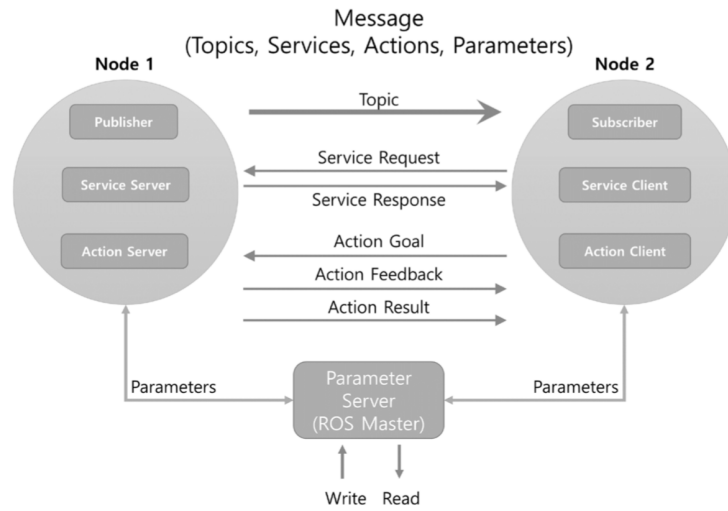 Message
(Topics, Services, Actions, Parameters)
Node 1
Node 2
Publisher
Topic
Subscriber
Service Request
Service Server
Service Client
Service Response
Action Goal
Action Server
Action Client
Action Feedback
Action Result
Parameters
Parameter
Server
(ROS Master)
Parameters
Write
Read